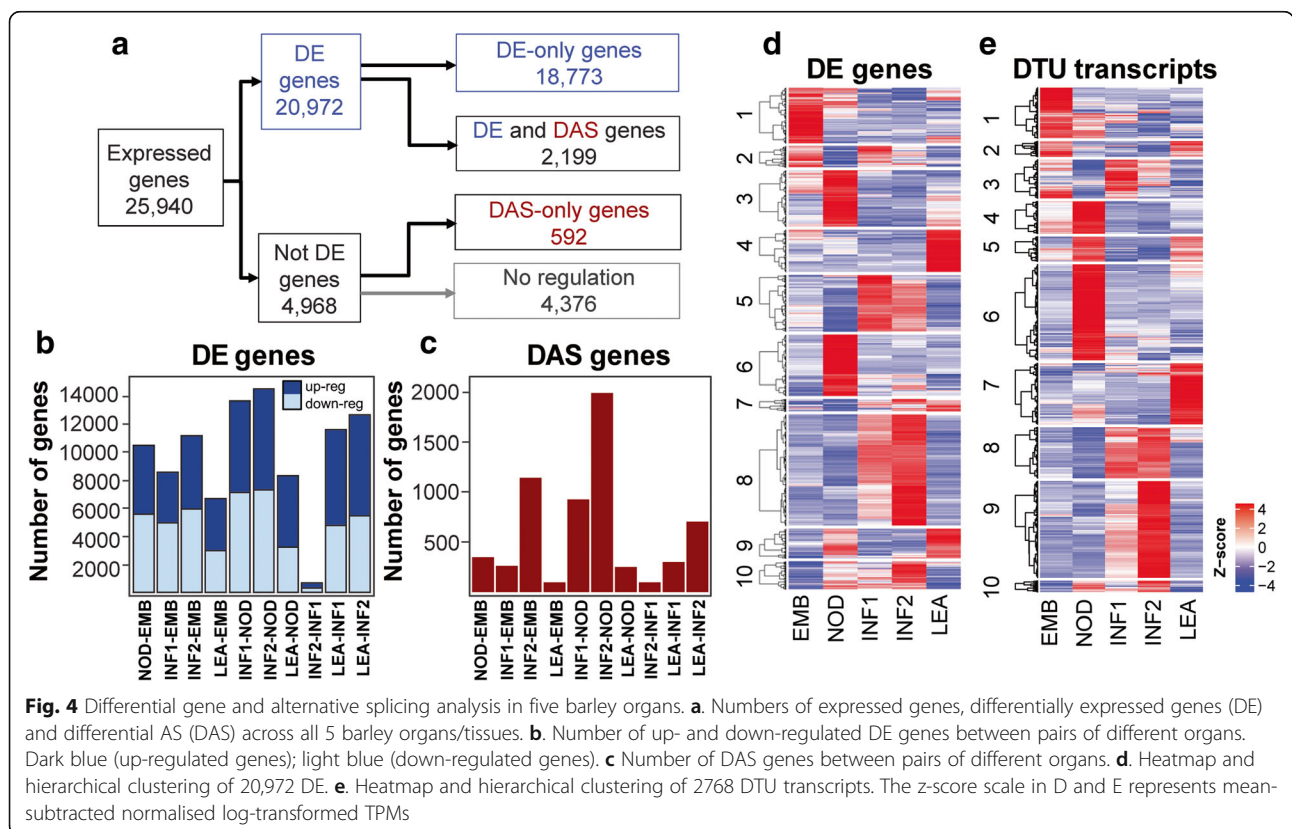 a
Expressed
genes
25,940
DE
genes
20,972
Not DE
genes
4,968
DE-only genes
18,773
DE and DAS genes
2,199
DAS-only genes
592
No regulation
4,376
b
DE genes
up-reg
down-reg
Number of genes
14000
12000
10000
8000
6000
4000
2000
NOD-EMB
INF1-EMB
INF2-EMB
LEA-EMB
INF1-NOD
INF2-NOD
LEA-NOD
INF2-INF1
LEA-INF1
LEA-INF2
c
DAS genes
Number of genes
2000
1500
1000
500
NOD-EMB
INF1-EMB
INF2-EMB
LEA-EMB
INF1-NOD
INF2-NOD
LEA-NOD
INF2-INF1
LEA-INF1
LEA-INF2
d
DE genes
1
2
3
4
5
6
7
8
9
10
EMB
NOD
INF1
INF2
LEA
e
DTU transcripts
1
2
3
4
5
6
7
8
9
10
EMB
NOD
INF1
INF2
LEA
Z-score
4
2
0
−2
−4
Fig. 4 Differential gene and alternative splicing analysis in five barley organs. a. Numbers of expressed genes, differentially expressed genes (DE)
and differential AS (DAS) across all 5 barley organs/tissues. b. Number of up- and down-regulated DE genes between pairs of different organs.
Dark blue (up-regulated genes); light blue (down-regulated genes). c Number of DAS genes between pairs of different organs. d. Heatmap and
hierarchical clustering of 20,972 DE. e. Heatmap and hierarchical clustering of 2768 DTU transcripts. The z-score scale in D and E represents mean-
subtracted normalised log-transformed TPMs